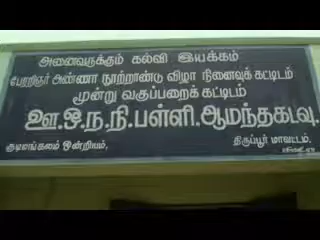 அனைவருக்கும் கல்வி இயக்கம்
பேரறிஞர் அண்ணா நூற்றாண்டு விழா நினைவுக் கட்டிடம்
மூன்று வகுப்பறைக் கட்டிடம்
ஊ.ஒ.ந.நி.பள்ளி.ஆமந்தகடவு.
குடிமங்கலம் ஒன்றியம், திருப்பூர் மாவட்டம்.